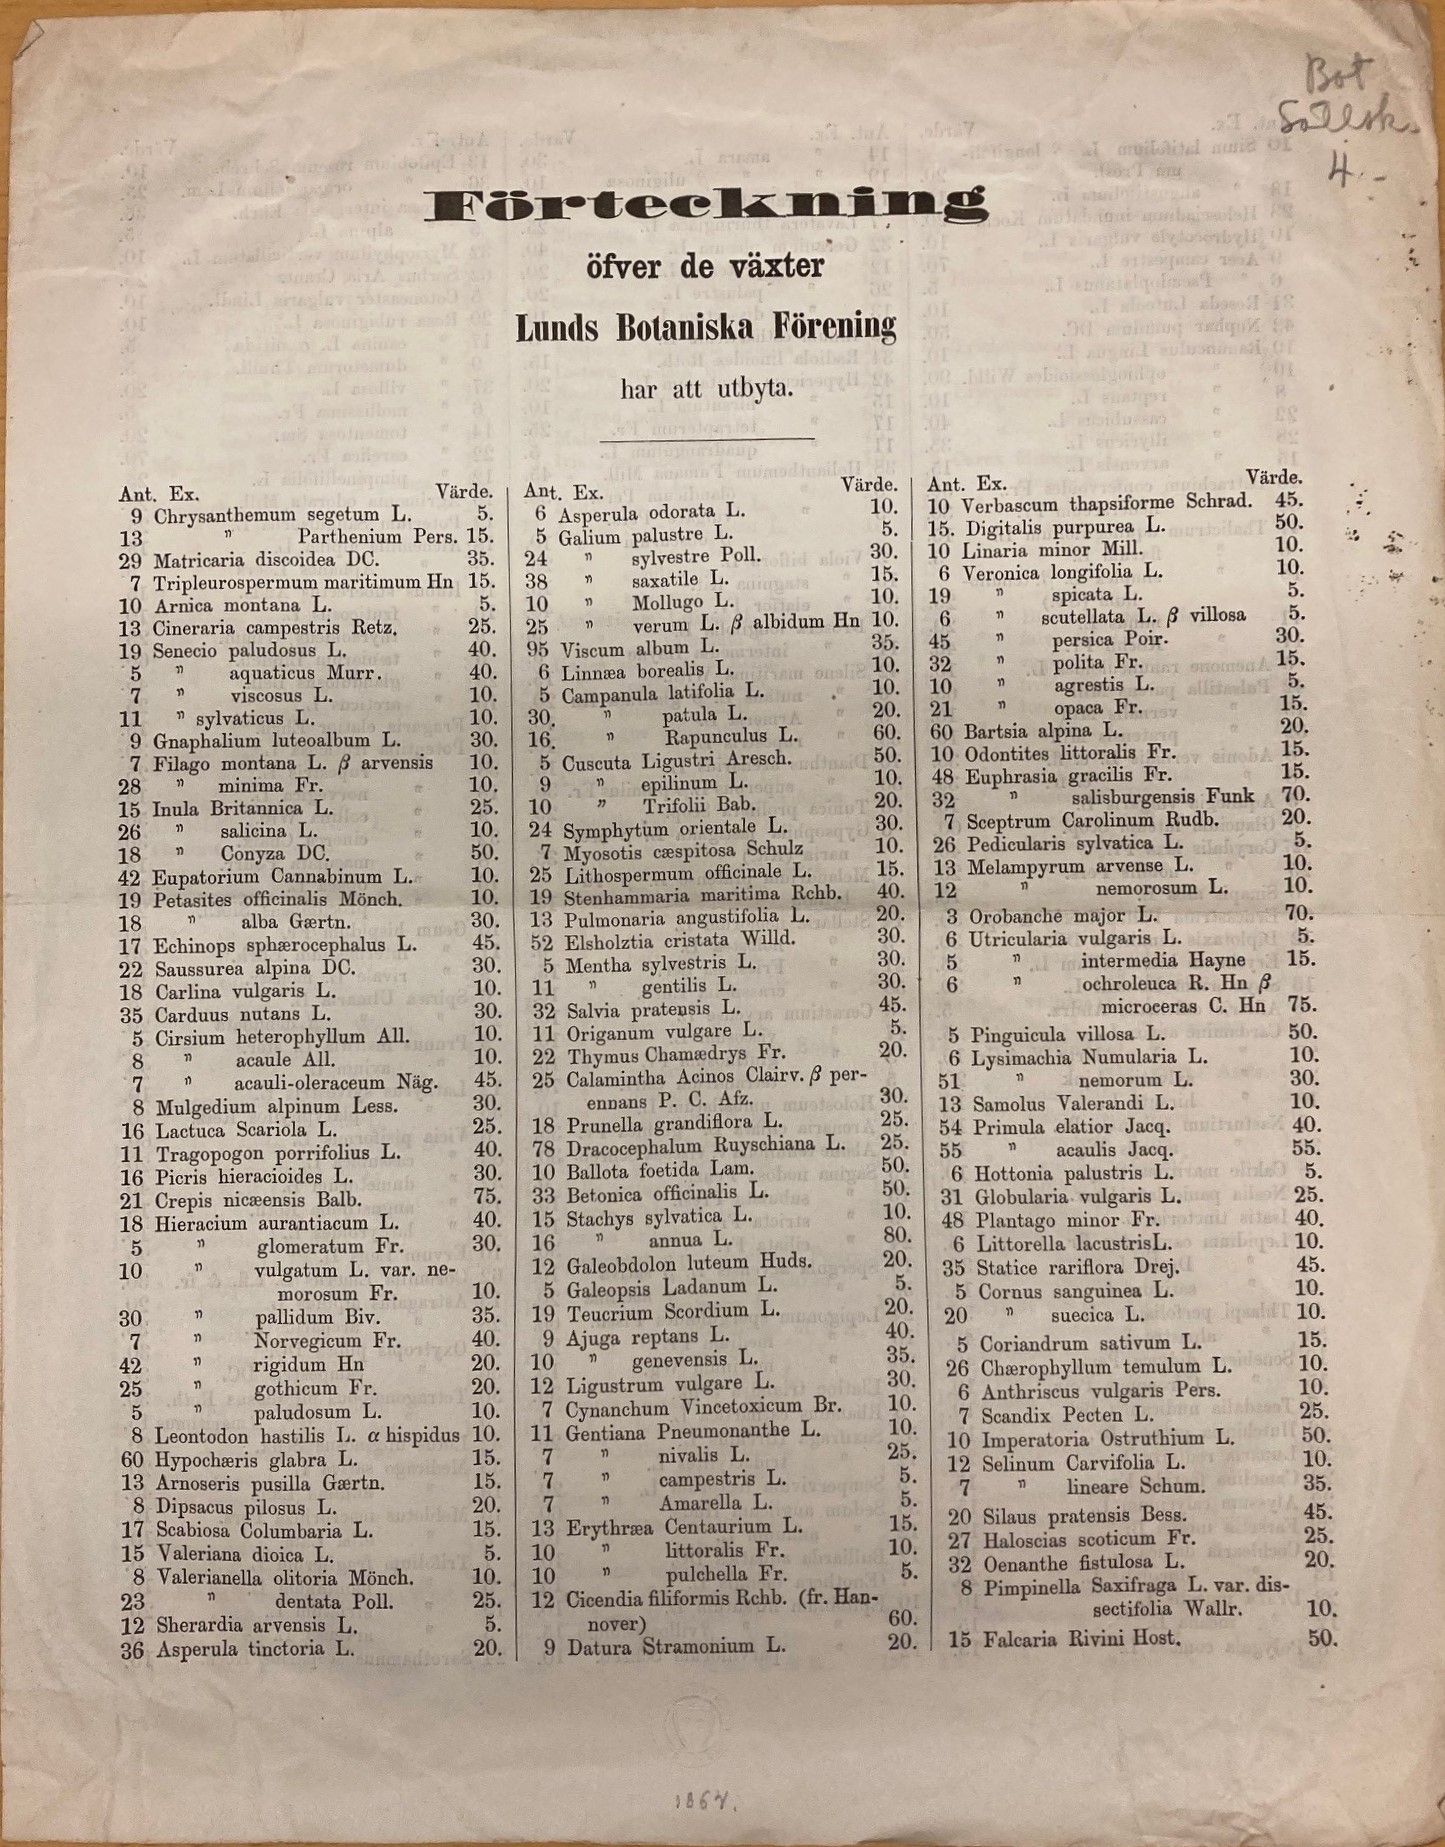 Bot
Sällsk.
4.-
Förteckning
öfver de växter
Lunds Botaniska Förening
har att utbyta.
Ant. Ex. Värde.
9 Chrysanthemum segetum L. 5.
13 " Parthenium Pers. 15.
29 Matricaria discoidea DC. 35.
7 Tripleurospermum maritimum Hn 15.
10 Arnica montana L. 5.
13 Cineraria campestris Retz. 25.
19 Senecio paludosus L. 40.
5 " aquaticus Murr. 40.
7 " viscosus L. 10.
11 " sylvaticus L. 10.
9 Gnaphalium luteoalbum L. 30.
7 Filago montana L. β arvensis 10.
28 " minima Fr. 10.
15 Inula Britannica L. 25.
26 " salicina L. 10.
18 " Conyza DC. 50.
42 Eupatorium Cannabinum L. 10.
19 Petasites officinalis Mönch. 10.
18 " alba Gærtn. 30.
17 Echinops sphærocephalus L. 45.
22 Saussurea alpina DC. 30.
18 Carlina vulgaris L. 10.
35 Carduus nutans L. 30.
5 Cirsium heterophyllum All. 10.
8 " acaule All. 10.
7 " acauli-oleraceum Näg. 45.
8 Mulgedium alpinum Less. 30.
16 Lactuca Scariola L. 25.
11 Tragopogon porrifolius L. 40.
16 Picris hieracioides L. 30.
21 Crepis nicæensis Balb. 75.
18 Hieracium aurantiacum L. 40.
5 " glomeratum Fr. 30.
10 " vulgatum L. var. ne-
morosum Fr. 10.
30 " pallidum Biv. 35.
7 " Norvegicum Fr. 40.
42 " rigidum Hn 20.
25 " gothicum Fr. 20.
5 " paludosum L. 10.
8 Leontodon hastilis L. α hispidus 10.
60 Hypochæris glabra L. 15.
13 Arnoseris pusilla Gærtn. 15.
8 Dipsacus pilosus L. 20.
17 Scabiosa Columbaria L. 15.
15 Valeriana dioica L. 5.
8 Valerianella olitoria Mönch. 10.
23 " dentata Poll. 25.
12 Sherardia arvensis L. 5.
36 Asperula tinctoria L. 20.
Ant. Ex. Värde.
6 Asperula odorata L. 10.
5 Galium palustre L. 5.
24 " sylvestre Poll. 30.
38 " saxatile L. 15.
10 " Mollugo L. 10.
25 " verum L. β albidum Hn 10.
95 Viscum album L. 35.
6 Linnæa borealis L. 10.
5 Campanula latifolia L. 10.
30. " patula L. 20.
16. " Rapunculus L. 60.
5 Cuscuta Ligustri Aresch. 50.
9 " epilinum L. 10.
10 " Trifolii Bab. 20.
24 Symphytum orientale L. 30.
7 Myosotis cæspitosa Schulz 10.
25 Lithospermum officinale L. 15.
19 Stenhammaria maritima Rchb. 40.
13 Pulmonaria angustifolia L. 20.
52 Elsholztia cristata Willd. 30.
5 Mentha sylvestris L. 30.
11 " gentilis L. 30.
32 Salvia pratensis L. 45.
11 Origanum vulgare L. 5.
22 Thymus Chamædrys Fr. 20.
25 Calamintha Acinos Clairv. β per-
ennans P. C. Afz. 30.
18 Prunella grandiflora L. 25.
78 Dracocephalum Ruyschiana L. 25.
10 Ballota foetida Lam. 50.
33 Betonica officinalis L. 50.
15 Stachys sylvatica L. 10.
16 " annua L. 80.
12 Galeobdolon luteum Huds. 20.
5 Galeopsis Ladanum L. 5.
19 Teucrium Scordium L. 20.
9 Ajuga reptans L. 40.
10 " genevensis L. 35.
12 Ligustrum vulgare L. 30.
7 Cynanchum Vincetoxicum Br. 10.
11 Gentiana Pneumonanthe L. 10.
7 " nivalis L. 25.
7 " campestris L. 5.
7 " Amarella L. 5.
13 Erythræa Centaurium L. 15.
10 " littoralis Fr. 10.
10 " pulchella Fr. 5.
12 Cicendia filiformis Rchb. (fr. Han-
nover) 60.
9 Datura Stramonium L. 20.
Ant. Ex. Värde.
10 Verbascum thapsiforme Schrad. 45.
15. Digitalis purpurea L. 50.
10 Linaria minor Mill. 10.
6 Veronica longifolia L. 10.
19 " spicata L. 5.
6 " scutellata L. β villosa 5.
45 " persica Poir. 30.
32 " polita Fr. 15.
10 " agrestis L. 5.
21 " opaca Fr. 15.
60 Bartsia alpina L. 20.
10 Odontites littoralis Fr. 15.
48 Euphrasia gracilis Fr. 15.
32 " salisburgensis Funk 70.
7 Sceptrum Carolinum Rudb. 20.
26 Pedicularis sylvatica L. 5.
13 Melampyrum arvense L. 10.
12 " nemorosum L. 10.
3 Orobanche major L. 70.
6 Utricularia vulgaris L. 5.
5 " intermedia Hayne 15.
6 " ochroleuca R. Hn β
microceras C. Hn 75.
5 Pinguicula villosa L. 50.
6 Lysimachia Numularia L. 10.
51 " nemorum L. 30.
13 Samolus Valerandi L. 10.
54 Primula elatior Jacq. 40.
55 " acaulis Jacq. 55.
6 Hottonia palustris L. 5.
31 Globularia vulgaris L. 25.
48 Plantago minor Fr. 40.
6 Littorella lacustrisL. 10.
35 Statice rariflora Drej. 45.
5 Cornus sanguinea L. 10.
20 " suecica L. 10.
5 Coriandrum sativum L. 15.
26 Chærophyllum temulum L. 10.
6 Anthriscus vulgaris Pers. 10.
7 Scandix Pecten L. 25.
10 Imperatoria Ostruthium L. 50.
12 Selinum Carvifolia L. 10.
7 " lineare Schum. 35.
20 Silaus pratensis Bess. 45.
27 Haloscias scoticum Fr. 25.
32 Oenanthe fistulosa L. 20.
8 Pimpinella Saxifraga L. var. dis-
sectifolia Wallr. 10.
15 Falcaria Rivini Host. 50.